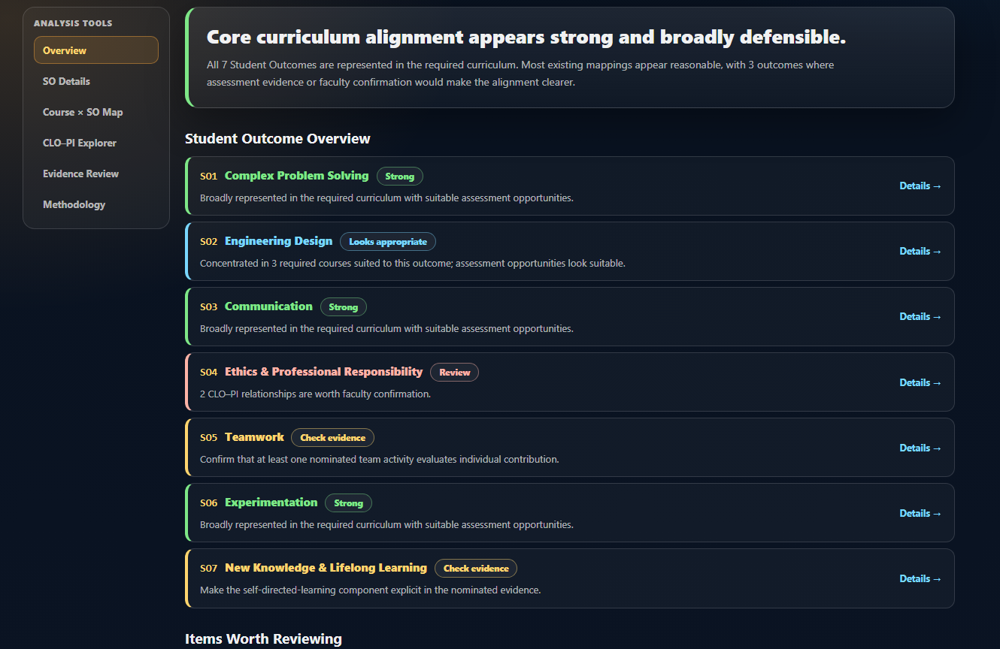 ANALYSIS TOOLS
Overview
SO Details
Course × SO Map
CLO–PI Explorer
Evidence Review
Methodology
Core curriculum alignment appears strong and broadly defensible.
All 7 Student Outcomes are represented in the required curriculum. Most existing mappings appear reasonable, with 3 outcomes where
assessment evidence or faculty confirmation would make the alignment clearer.
Student Outcome Overview
SO1 Complex Problem Solving Strong
Broadly represented in the required curriculum with suitable assessment opportunities.
Details →
SO2 Engineering Design Looks appropriate
Concentrated in 3 required courses suited to this outcome; assessment opportunities look suitable.
Details →
SO3 Communication Strong
Broadly represented in the required curriculum with suitable assessment opportunities.
Details →
SO4 Ethics & Professional Responsibility Review
2 CLO–PI relationships are worth faculty confirmation.
Details →
SO5 Teamwork Check evidence
Confirm that at least one nominated team activity evaluates individual contribution.
Details →
SO6 Experimentation Strong
Broadly represented in the required curriculum with suitable assessment opportunities.
Details →
SO7 New Knowledge & Lifelong Learning Check evidence
Make the self-directed-learning component explicit in the nominated evidence.
Details →
Items Worth Reviewing